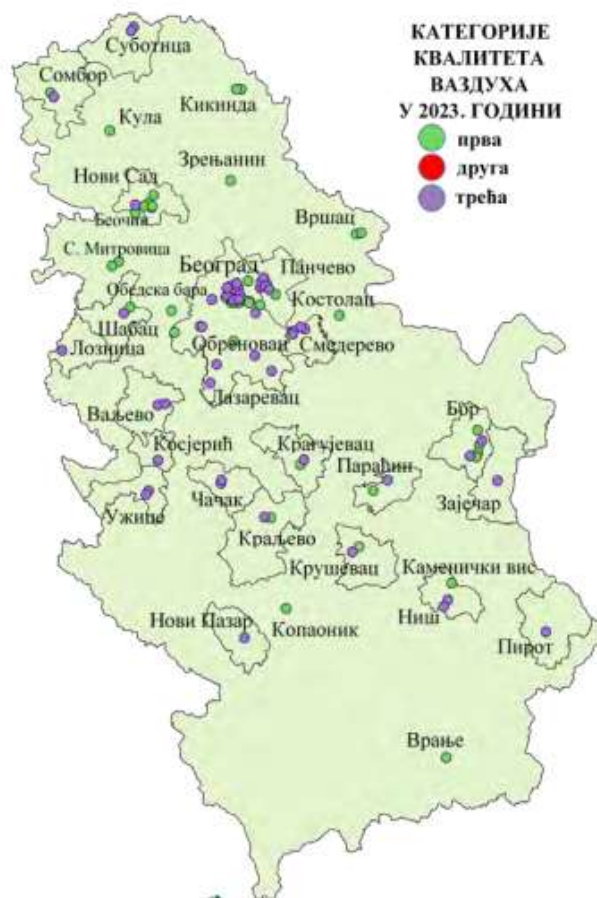 КАТЕГОРИЈЕ
КВАЛИТЕТА
ВАЗДУХА
У 2023. ГОДИНИ
прва
друга
трећа
Суботица
Сомбор
Кикинда
Кула
Зрењанин
Нови Сад
Беочин
Вршац
С. Митровица
Београд
Панчево
Обедска бара
Костолац
Шабац
Обреновац
Смедерево
Лозница
Лазаревац
Ваљево
Бор
Косјерић
Крагујевац
Параћин
Ужице
Чачак
Зајечар
Краљево
Крушевац
Каменички вис
Нови Пазар
Копаоник
Ниш
Пирот
Врање